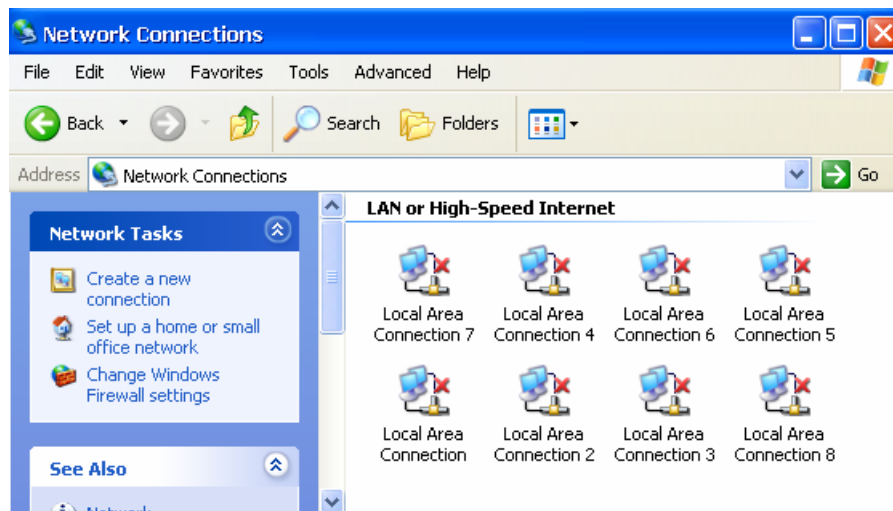 Network Connections
File Edit View Favorites Tools Advanced Help
Back Search Folders
Address Network Connections Go
Network Tasks
Create a new
connection
Set up a home or small
office network
Change Windows
Firewall settings
See Also
Network
LAN or High-Speed Internet
Local Area
Connection 7
Local Area
Connection 4
Local Area
Connection 6
Local Area
Connection 5
Local Area
Connection
Local Area
Connection 2
Local Area
Connection 3
Local Area
Connection 8